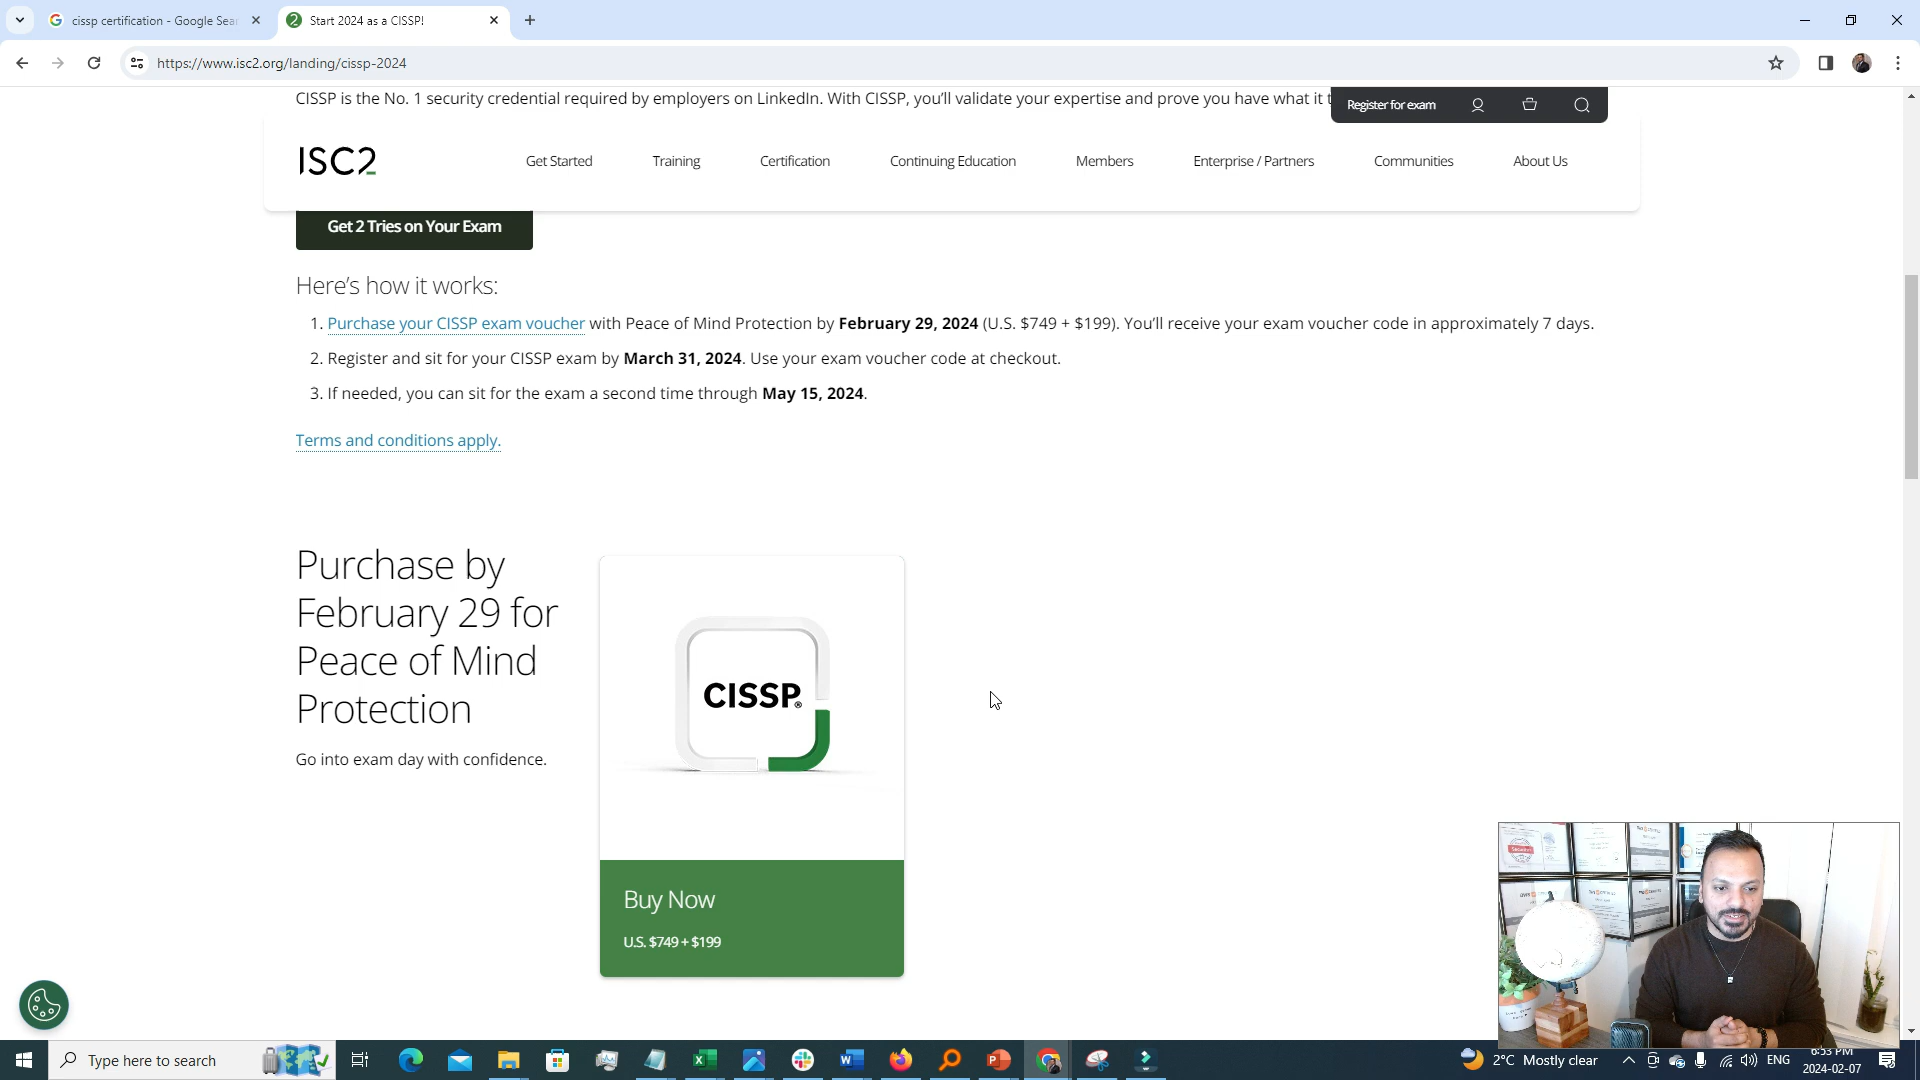 cissp certification - Google Sear
Start 2024 as a CISSP!
https://www.isc2.org/landing/cissp-2024
CISSP is the No. 1 security credential required by employers on LinkedIn. With CISSP, you'll validate your expertise and prove you have what it t
Register for exam
ISC2
Get Started
Training
Certification
Continuing Education
Members
Enterprise / Partners
Communities
About Us
Get 2 Tries on Your Exam
Here's how it works:
1. Purchase your CISSP exam voucher with Peace of Mind Protection by February 29, 2024 (U.S. $749 + $199). You'll receive your exam voucher code in approximately 7 days.
2. Register and sit for your CISSP exam by March 31, 2024. Use your exam voucher code at checkout.
3. If needed, you can sit for the exam a second time through May 15, 2024.
Terms and conditions apply.
Purchase by
February 29 for
Peace of Mind
Protection
Go into exam day with confidence.
CISSP®
Buy Now
U.S. $749 + $199
Type here to search
2°C Mostly clear
ENG
6:53 PM
2024-02-07